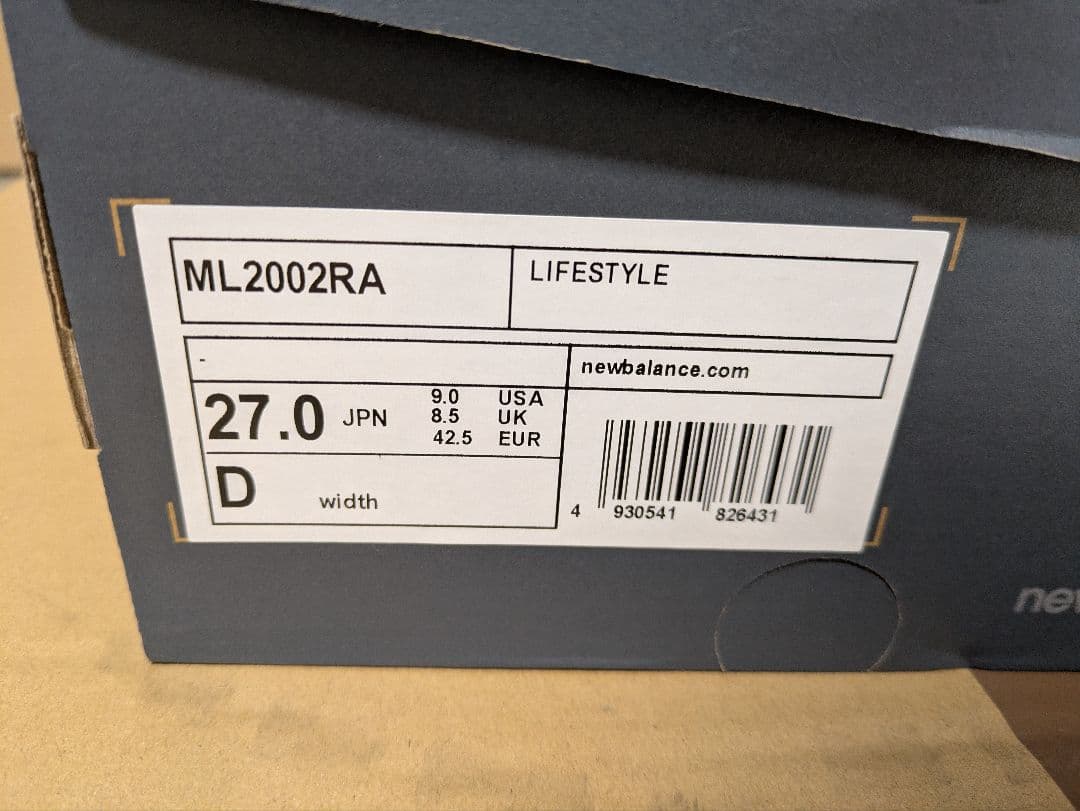 ML2002RA
LIFESTYLE
-
newbalance.com
27.0 JPN
9.0 USA
8.5 UK
42.5 EUR
D width
4 930541 826431